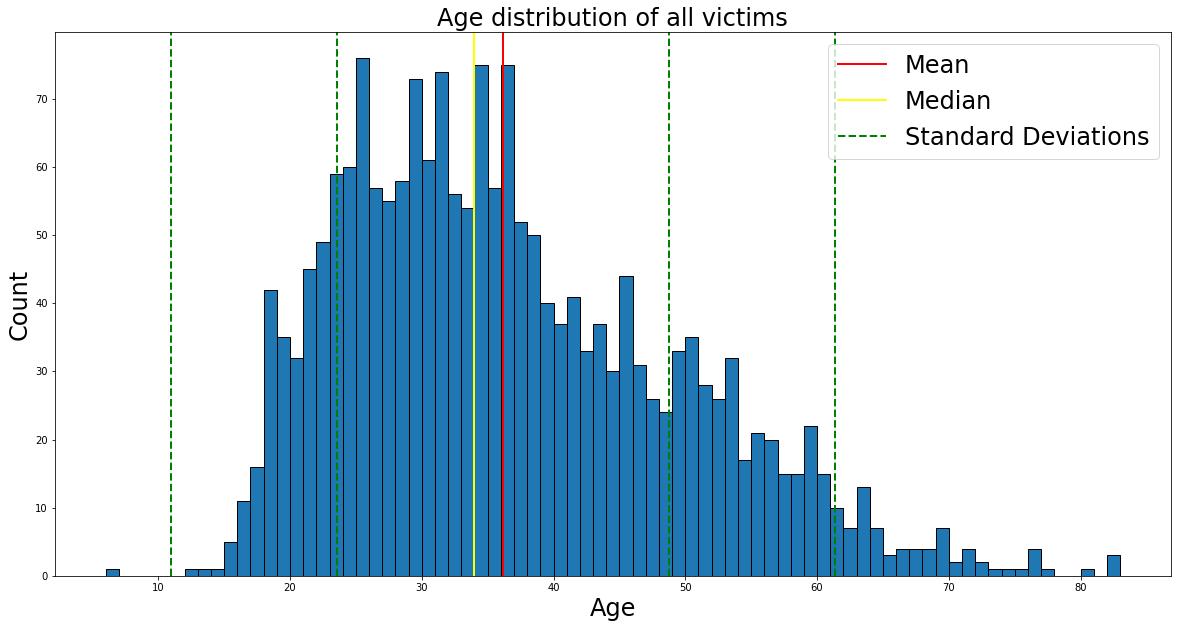 Age distribution of all victims
Mean
Median
Standard Deviations
Count
70
60
50
40
30
20
10
0
10 20 30 40 50 60 70 80
Age